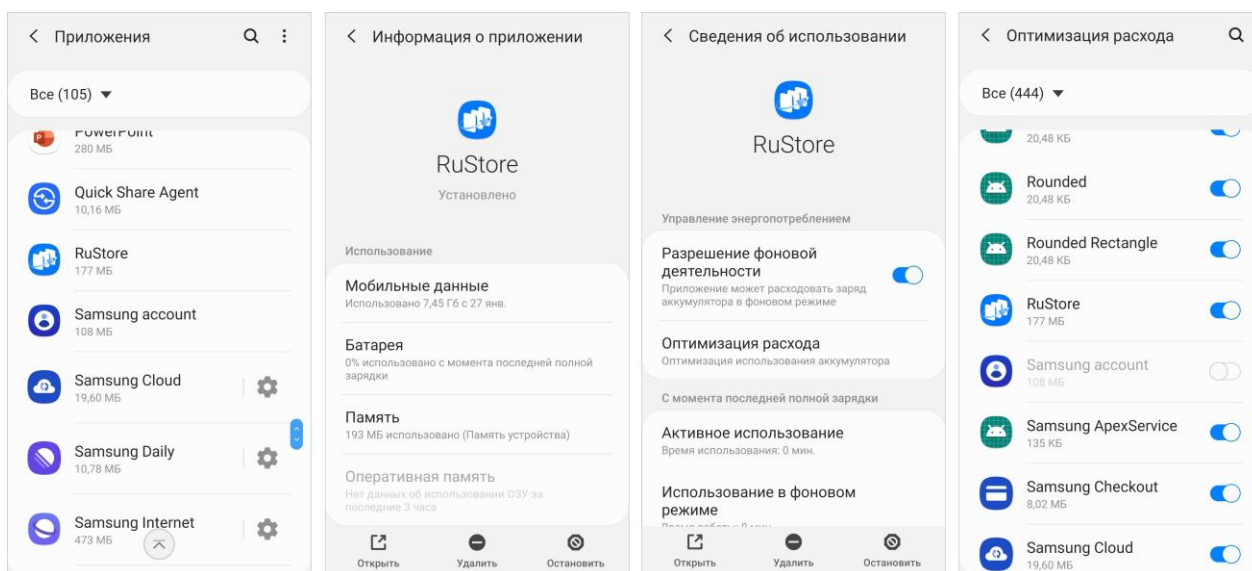 Приложения
Все (105)
PowerPoint
280 МБ
Quick Share Agent
10,16 МБ
RuStore
177 МБ
Samsung account
108 МБ
Samsung Cloud
19,60 МБ
Samsung Daily
10,78 МБ
Samsung Internet
473 МБ
Информация о приложении
RuStore
Установлено
Использование
Мобильные данные
Использовано 7,45 Гб с 27 янв.
Батарея
0% использовано с момента последней полной
зарядки
Память
193 МБ использовано (Память устройства)
Оперативная память
Нет данных об использовании ОЗУ за
последние 3 часа
Открыть
Удалить
Остановить
Сведения об использовании
RuStore
Управление энергопотреблением
Разрешение фоновой
деятельности
Приложение может расходовать заряд
аккумулятора в фоновом режиме
Оптимизация расхода
Оптимизация использования аккумулятора
С момента последней полной зарядки
Активное использование
Время использования: 0 мин.
Использование в фоновом
режиме
Время работы: 0 мин.
Открыть
Удалить
Остановить
Оптимизация расхода
Все (444)
20,48 КБ
Rounded
20,48 КБ
Rounded Rectangle
20,48 КБ
RuStore
177 МБ
Samsung account
108 МБ
Samsung ApexService
135 КБ
Samsung Checkout
8,02 МБ
Samsung Cloud
19,60 МБ